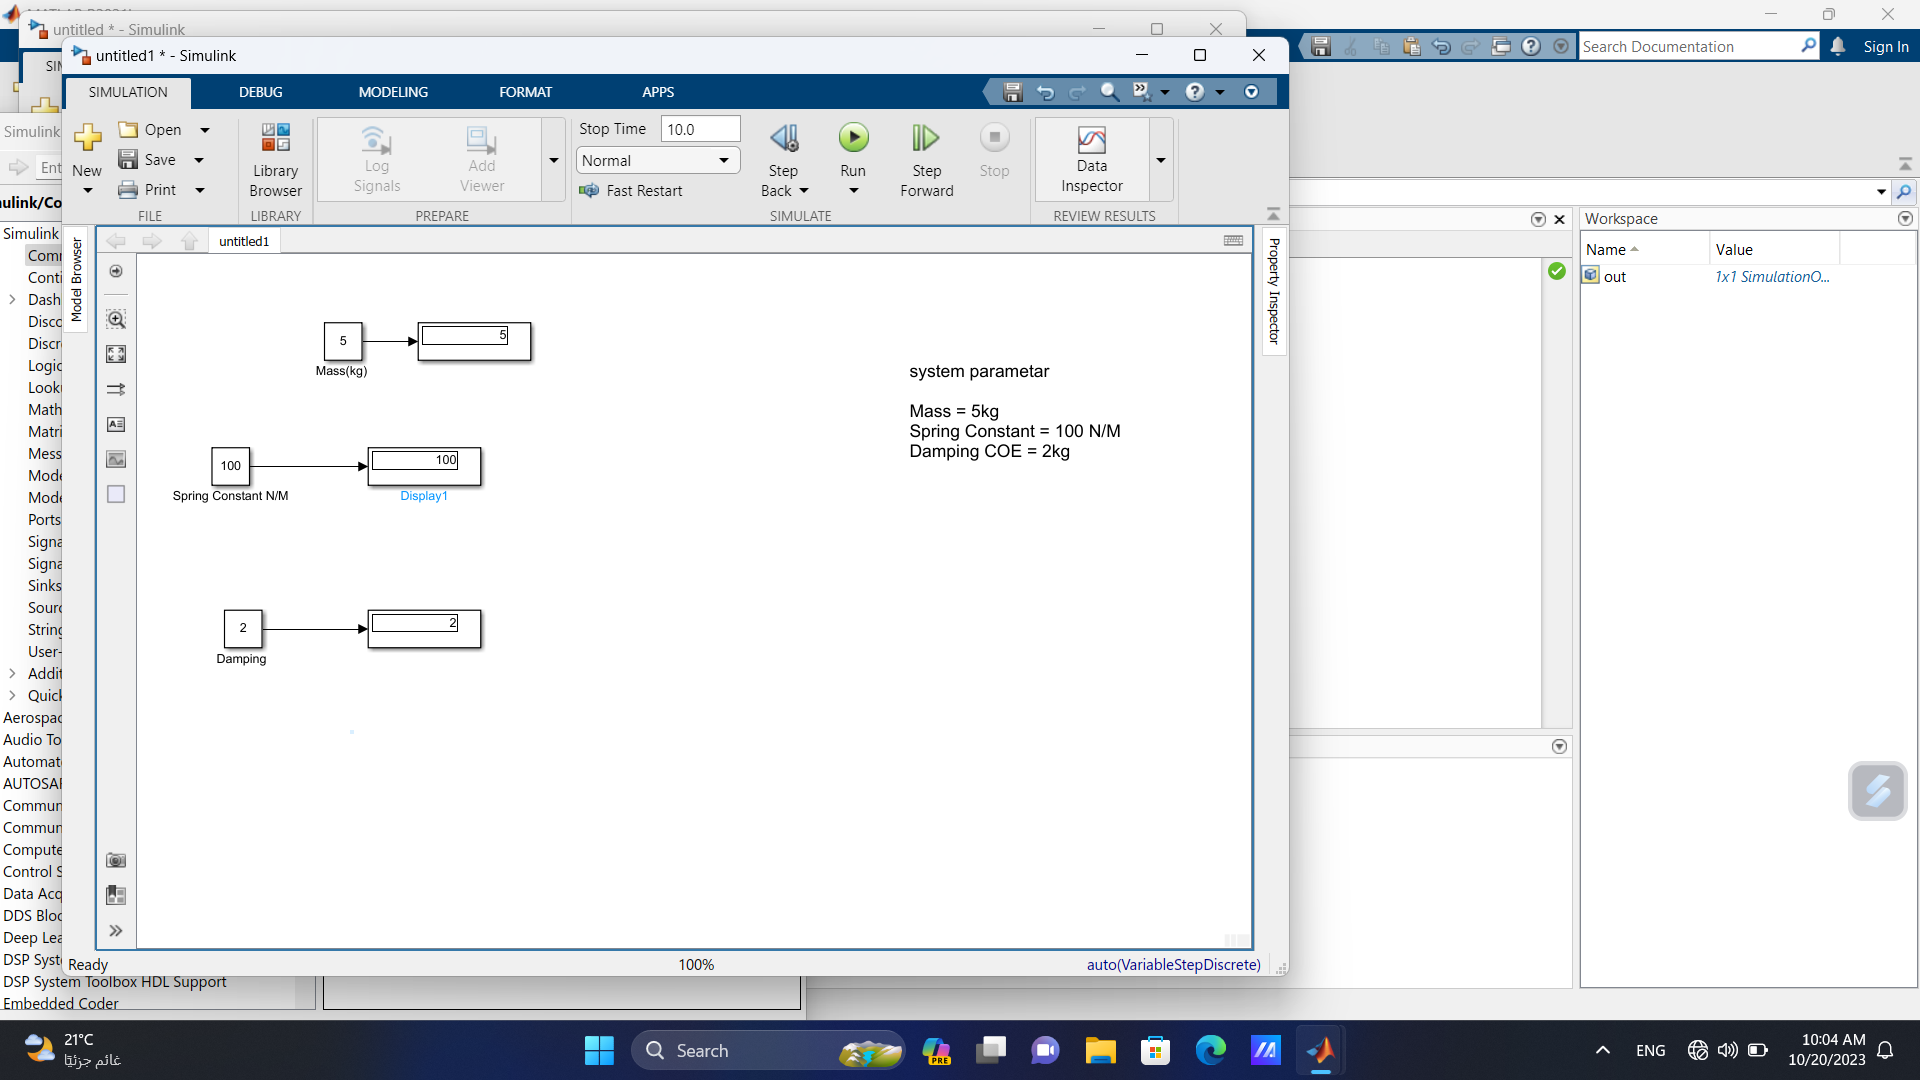 untitled * - Simulink
untitled1 * - Simulink
Search Documentation
Sign In
SIMULATION
DEBUG
MODELING
FORMAT
APPS
New
Open
Save
Print
FILE
Library
Browser
LIBRARY
Log
Signals
Add
Viewer
PREPARE
Stop Time
10.0
Normal
Fast Restart
Step
Back
Run
Step
Forward
Stop
SIMULATE
Data
Inspector
REVIEW RESULTS
Simulink
Ent
ulink/Co
Model Browser
untitled1
Property Inspector
Workspace
Name
Value
out
1x1 SimulationO...
5
5
Mass(kg)
100
100
Spring Constant N/M
Display1
2
2
Damping
system parametar
Mass = 5kg
Spring Constant = 100 N/M
Damping COE = 2kg
Simulink
Com
Conti
Dash
Disco
Discr
Logic
Look
Math
Matri
Mess
Mode
Mode
Ports
Signa
Signa
Sinks
Sour
String
User-
Addit
Quick
Aerospac
Audio To
Automat
AUTOSAR
Commun
Commun
Compute
Control S
Data Acq
DDS Bloc
Deep Lea
DSP Syst
DSP System Toolbox HDL Support
Embedded Coder
Ready
100%
auto(VariableStepDiscrete)
21°C
غائم جزئيًا
Search
PRE
ENG
10:04 AM
10/20/2023